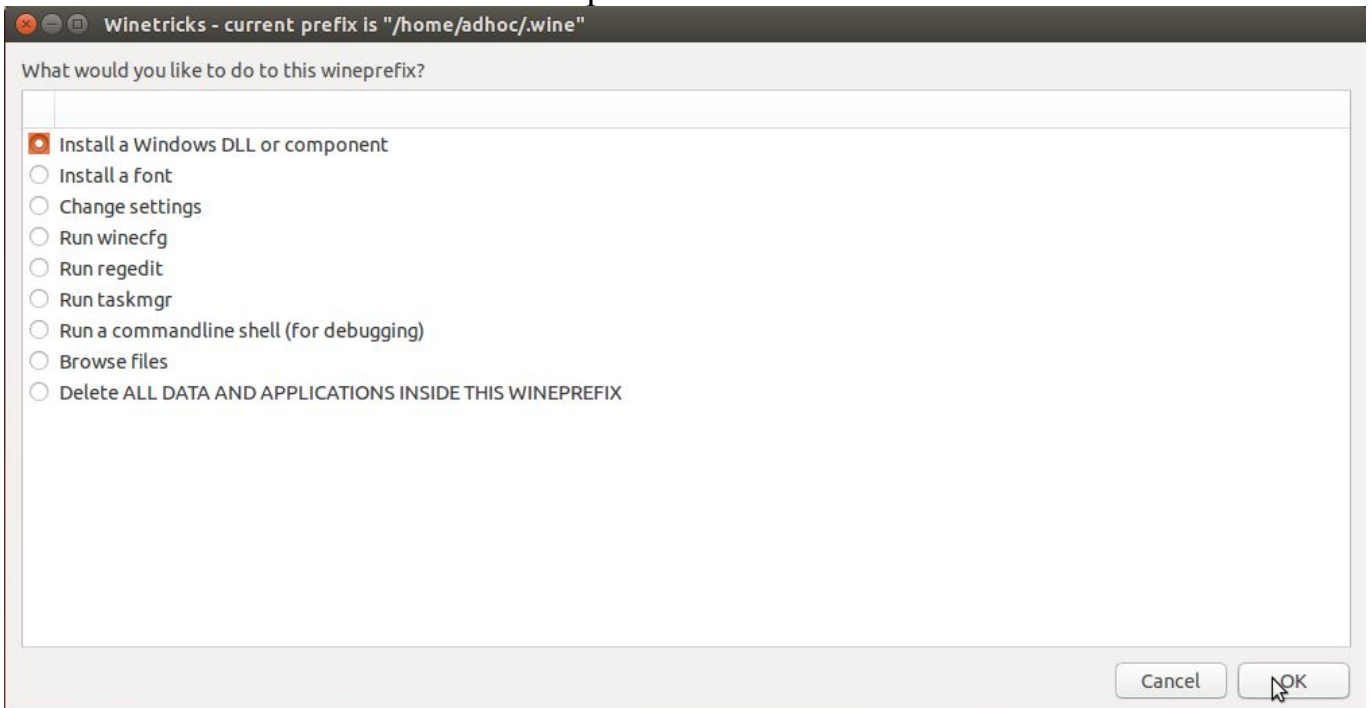 Winetricks - current prefix is "/home/adhoc/.wine"
What would you like to do to this wineprefix?
Install a Windows DLL or component
Install a font
Change settings
Run winecfg
Run regedit
Run taskmgr
Run a commandline shell (for debugging)
Browse files
Delete ALL DATA AND APPLICATIONS INSIDE THIS WINEPREFIX
Cancel OK